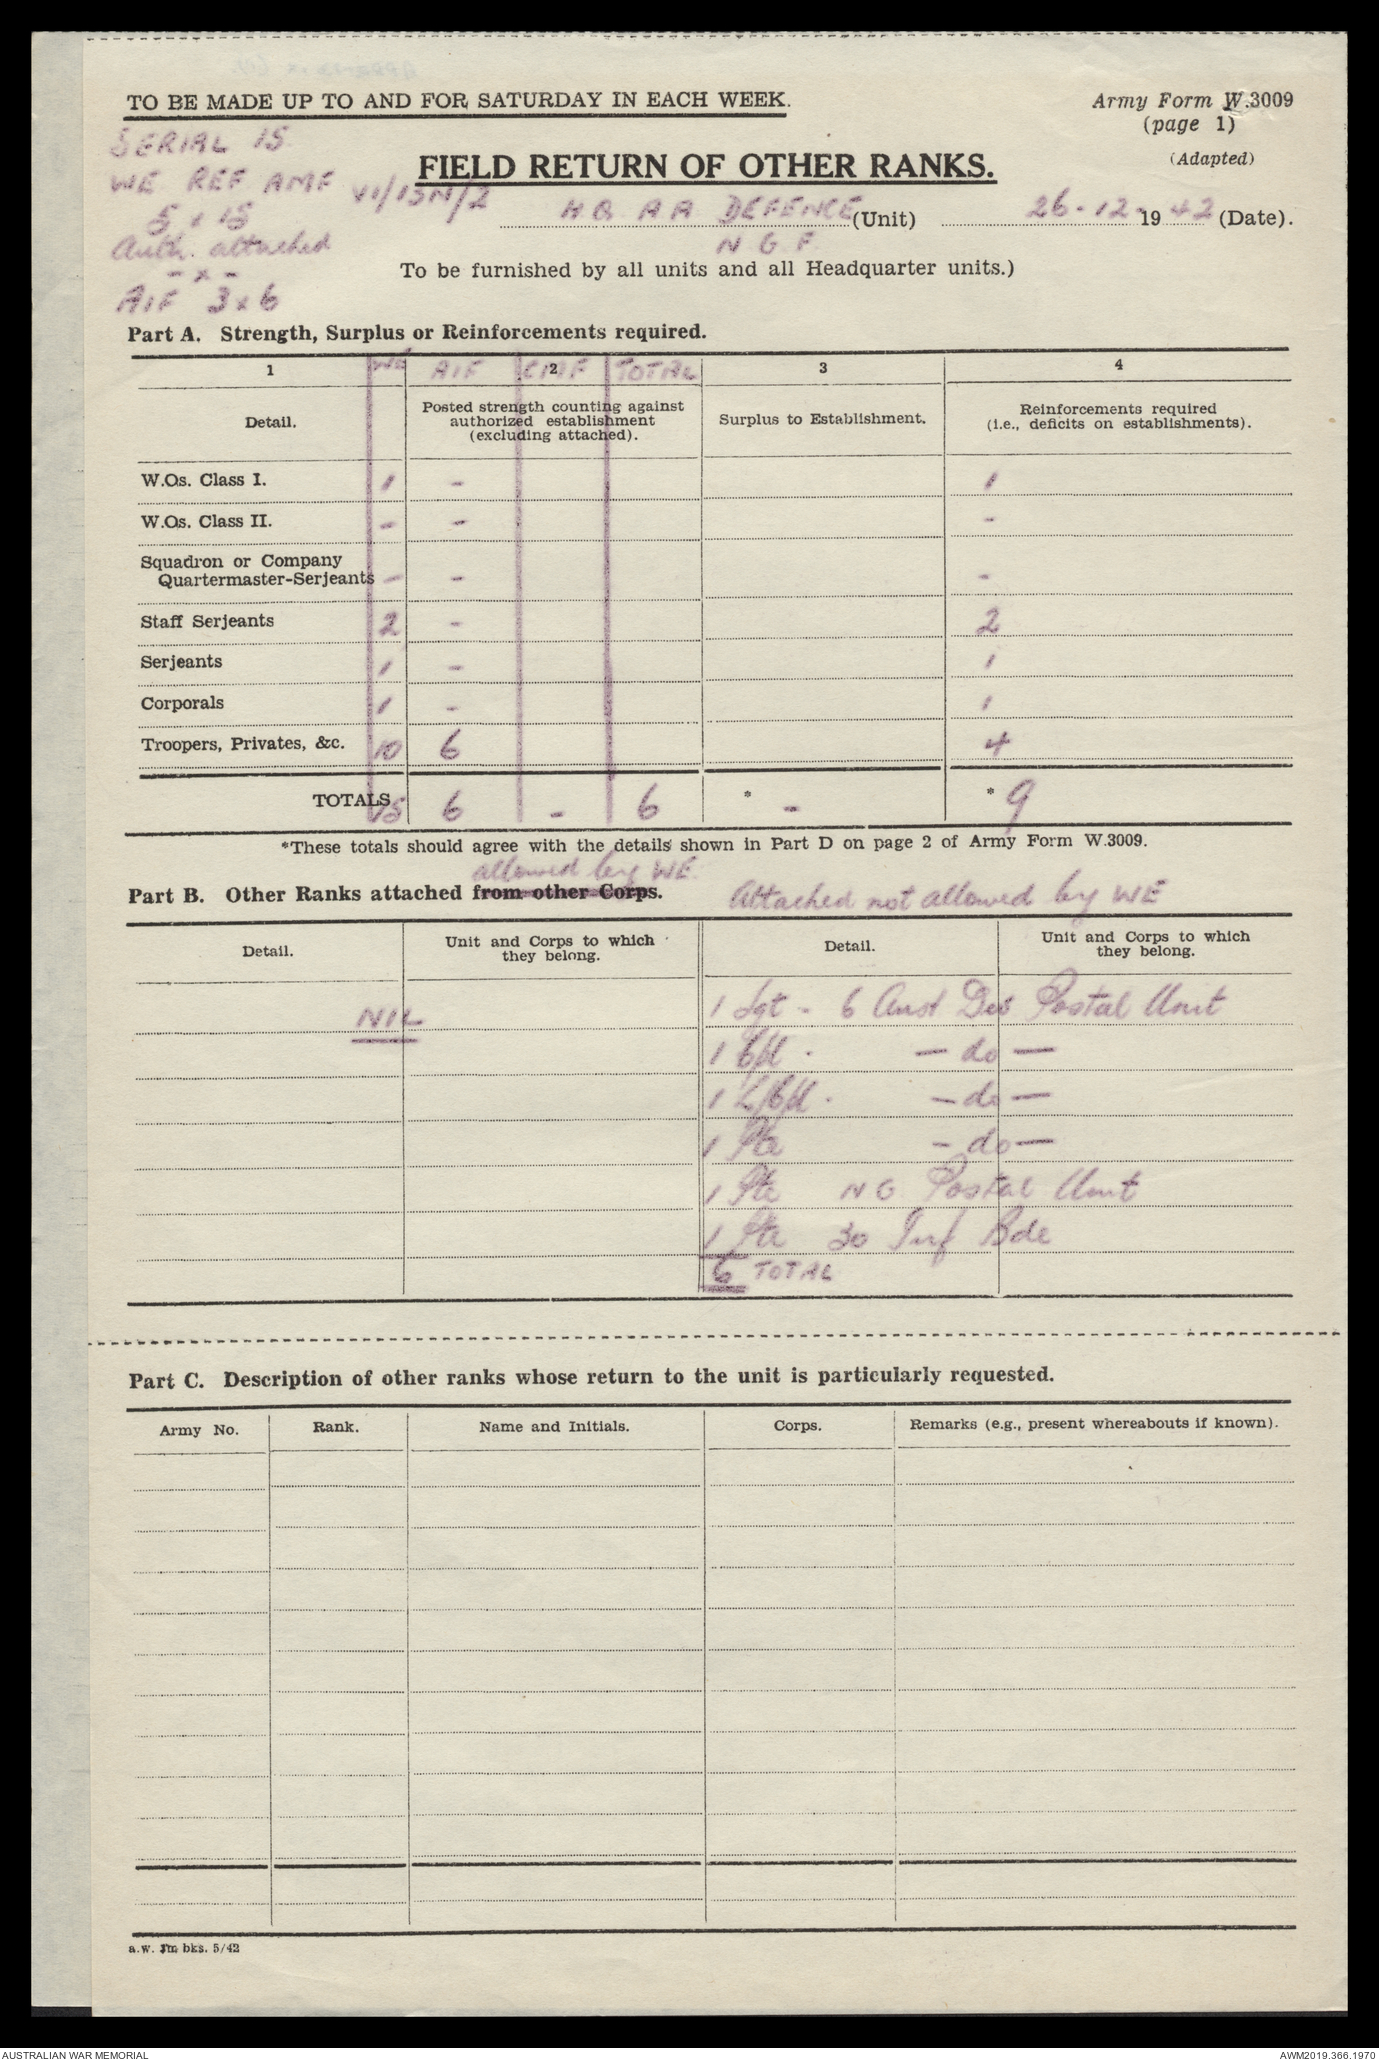 TO BE MADE UP TO AND FOR SATURDAY IN EACH WEEK.
Army Form W.3009
(page 1)
(Adapted)
SERIAL 15
WE REF AMF VI/13N/2
5 x 15
Auth. attached
- x -
AIF 3 x 6
FIELD RETURN OF OTHER RANKS.
H.Q. A A DEFENCE (Unit) 26-12-1942 (Date).
N G F
To be furnished by all units and all Headquarter units.)
Part A. Strength, Surplus or Reinforcements required.
1 WE AIF 2 CMF TOTAL 3 4
Detail. Posted strength counting against authorized establishment (excluding attached). Surplus to Establishment. Reinforcements required (i.e., deficits on establishments).
W.Os. Class I. 1 - 1
W.Os. Class II. - - -
Squadron or Company
Quartermaster-Serjeants - - -
Staff Serjeants 2 - 2
Serjeants 1 - 1
Corporals 1 - 1
Troopers, Privates, &c. 10 6 4
TOTALS 15 6 - 6 * - * 9
*These totals should agree with the details shown in Part D on page 2 of Army Form W.3009.
allowed by WE
Part B. Other Ranks attached from other Corps. Attached not allowed by WE
Detail. Unit and Corps to which they belong. Detail. Unit and Corps to which they belong.
NIL
1 Sgt - 6 Aust Div Postal Unit
1 Cpl. — do —
1 L/Cpl. — do —
1 Pte — do —
1 Pte N G Postal Unit
1 Pte 30 Inf Bde
6 TOTAL
Part C. Description of other ranks whose return to the unit is particularly requested.
Army No. Rank. Name and Initials. Corps. Remarks (e.g., present whereabouts if known).
a.w. bks. 5/42
AUSTRALIAN WAR MEMORIAL
AWM2019.366.1970